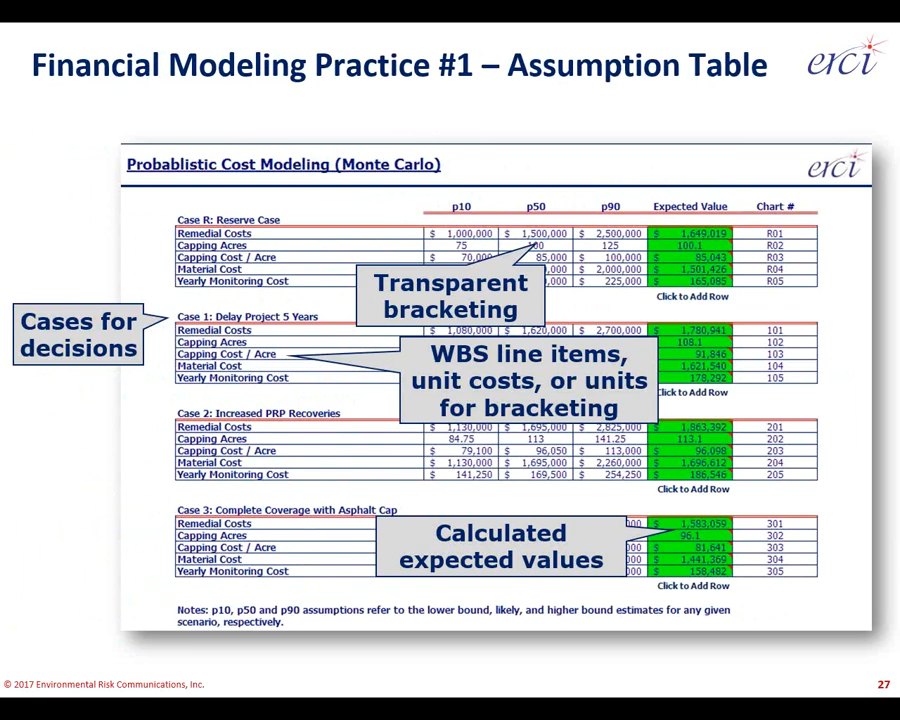 Financial Modeling Practice #1 – Assumption Table
erci
Probablistic Cost Modeling (Monte Carlo)
erci
p10 p50 p90 Expected Value Chart #
Case R: Reserve Case
Remedial Costs $ 1,000,000 $ 1,500,000 $ 2,500,000 $ 1,649,019 R01
Capping Acres 75 125 100.1 R02
Capping Cost / Acre $ 70,000 85,000 $ 100,000 $ 85,043 R03
Material Cost $ 2,000,000 $ 1,501,426 R04
Yearly Monitoring Cost $ 225,000 $ 165,085 R05
Click to Add Row
Transparent
bracketing
Cases for
decisions
Case 1: Delay Project 5 Years
Remedial Costs $ 1,080,000 $ 1,620,000 $ 2,700,000 $ 1,780,941 101
Capping Acres 108.1 102
Capping Cost / Acre 91,846 103
Material Cost 1,621,540 104
Yearly Monitoring Cost 178,292 105
Click to Add Row
WBS line items,
unit costs, or units
for bracketing
Case 2: Increased PRP Recoveries
Remedial Costs $ 1,130,000 $ 1,695,000 $ 2,825,000 $ 1,863,392 201
Capping Acres 84.75 113 141.25 113.1 202
Capping Cost / Acre $ 79,100 $ 96,050 $ 113,000 $ 96,098 203
Material Cost $ 1,130,000 $ 1,695,000 $ 2,260,000 $ 1,696,612 204
Yearly Monitoring Cost $ 141,250 $ 169,500 $ 254,250 $ 186,546 205
Click to Add Row
Case 3: Complete Coverage with Asphalt Cap
Remedial Costs $ 1,583,059 301
Capping Acres 96.1 302
Capping Cost / Acre $ 81,641 303
Material Cost $ 1,441,369 304
Yearly Monitoring Cost $ 158,482 305
Click to Add Row
Calculated
expected values
Notes: p10, p50 and p90 assumptions refer to the lower bound, likely, and higher bound estimates for any given
scenario, respectively.
© 2017 Environmental Risk Communications, Inc.
27